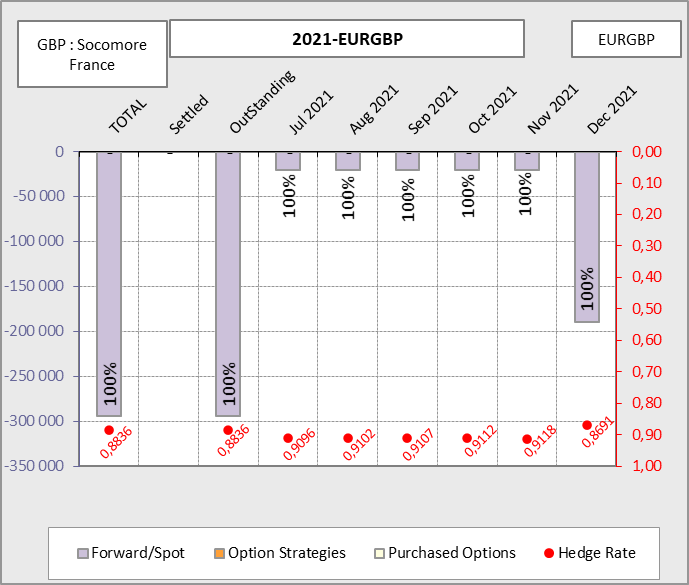 GBP : Socomore
France
2021-EURGBP
EURGBP
TOTAL
Settled
OutStanding
Jul 2021
Aug 2021
Sep 2021
Oct 2021
Nov 2021
Dec 2021
0
-50 000
-100 000
-150 000
-200 000
-250 000
-300 000
-350 000
0,00
0,10
0,20
0,30
0,40
0,50
0,60
0,70
0,80
0,90
1,00
100%
100%
100%
100%
100%
100%
100%
100%
0,8836
0,8836
0,9096
0,9102
0,9107
0,9112
0,9118
0,8691
Forward/Spot
Option Strategies
Purchased Options
Hedge Rate